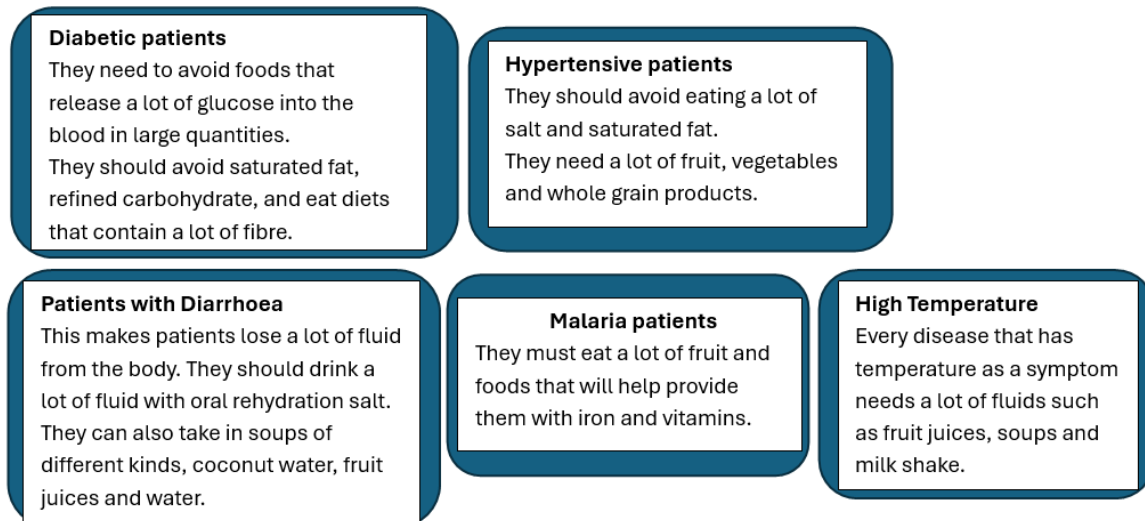 Diabetic patients
They need to avoid foods that
release a lot of glucose into the
blood in large quantities.
They should avoid saturated fat,
refined carbohydrate, and eat diets
that contain a lot of fibre.
Hypertensive patients
They should avoid eating a lot of
salt and saturated fat.
They need a lot of fruit, vegetables
and whole grain products.
Patients with Diarrhoea
This makes patients lose a lot of fluid
from the body. They should drink a
lot of fluid with oral rehydration salt.
They can also take in soups of
different kinds, coconut water, fruit
juices and water.
Malaria patients
They must eat a lot of fruit and
foods that will help provide
them with iron and vitamins.
High Temperature
Every disease that has
temperature as a symptom
needs a lot of fluids such
as fruit juices, soups and
milk shake.